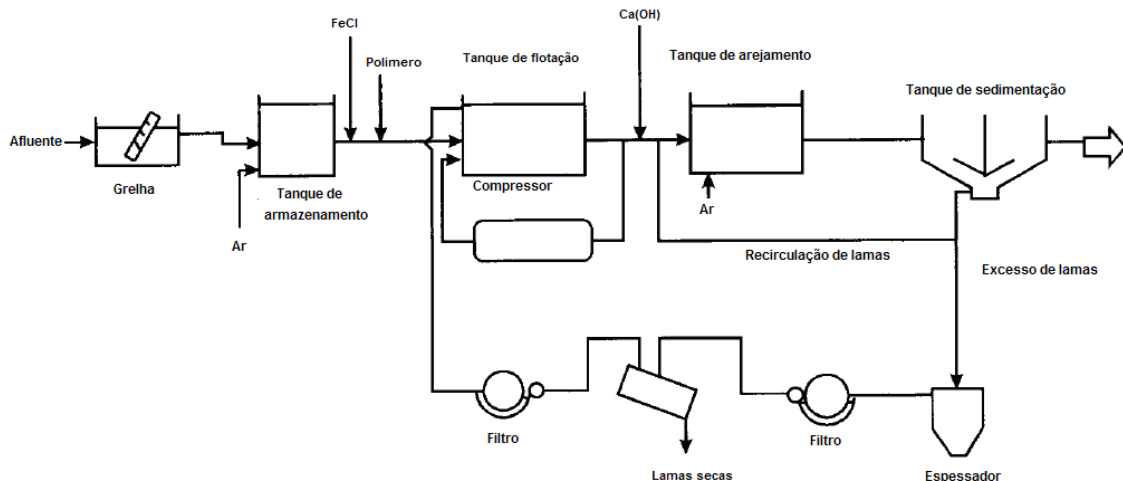 FeCl
Polimero
Tanque de flotação
Ca(OH)
Tanque de arejamento
Tanque de sedimentação
Afluente
Grelha
Tanque de
armazenamento
Ar
Compressor
Ar
Recirculação de lamas
Excesso de lamas
Filtro
Lamas secas
Filtro
Espessador